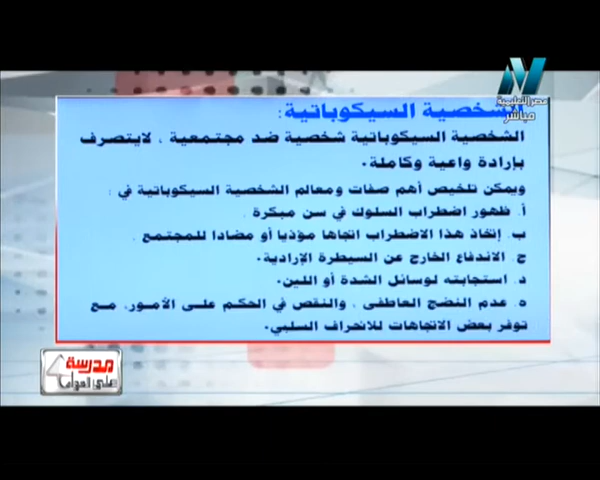 مصر التعليمية
مباشر
الشخصية السيكوباتية :
الشخصية السيكوباتية شخصية ضد مجتمعية ، لايتصرف
بإرادة واعية وكاملة.
ويمكن تلخيص أهم صفات ومعالم الشخصية السيكوباتية في :
أ. ظهور اضطراب السلوك في سن مبكرة .
ب. إتخاذ هذا الاضطراب اتجاها مؤذيا أو مضادا للمجتمع .
ج. الاندفاع الخارج عن السيطرة الإرادية.
د. استجابته لوسائل الشدة أو اللين.
ه. عدم النضج العاطفى ، والنقص في الحكم على الأمور، مع
توفر بعض الاتجاهات للانحراف السلبي.
مدرسة
على الهواء